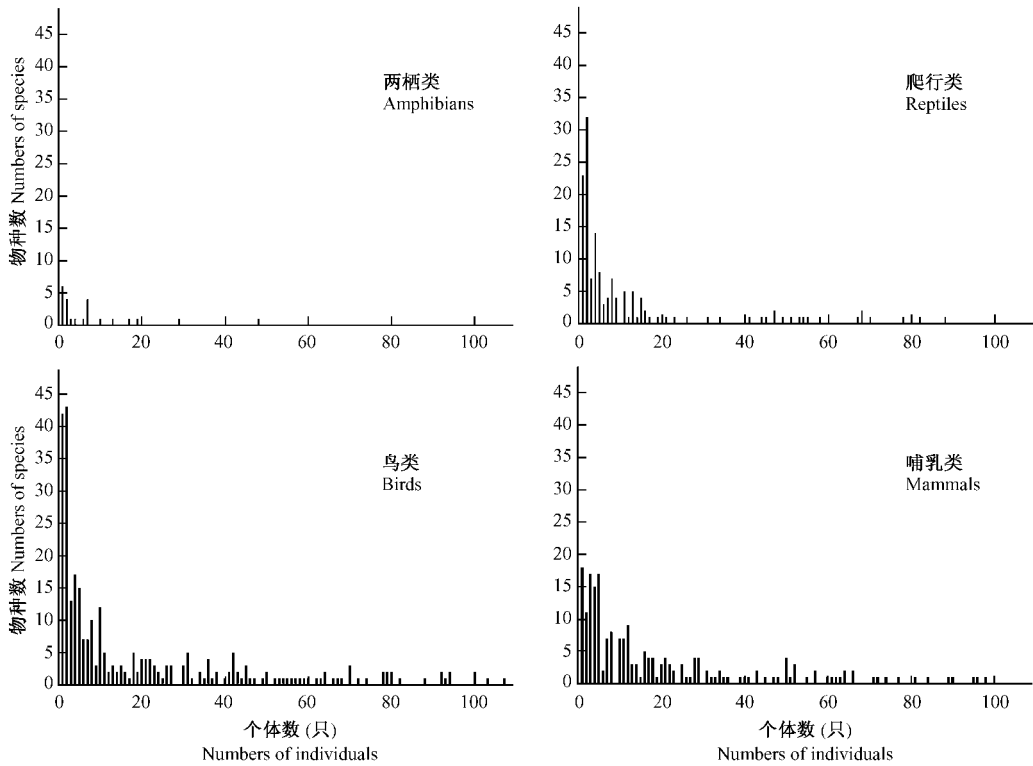 物种数 Numbers of species
45
40
35
30
25
20
15
10
5
0
0 20 40 60 80 100
两栖类
Amphibians
45
40
35
30
25
20
15
10
5
0
0 20 40 60 80 100
爬行类
Reptiles
物种数 Numbers of species
45
40
35
30
25
20
15
10
5
0
0 20 40 60 80 100
鸟类
Birds
个体数 (只)
Numbers of individuals
45
40
35
30
25
20
15
10
5
0
0 20 40 60 80 100
哺乳类
Mammals
个体数 (只)
Numbers of individuals